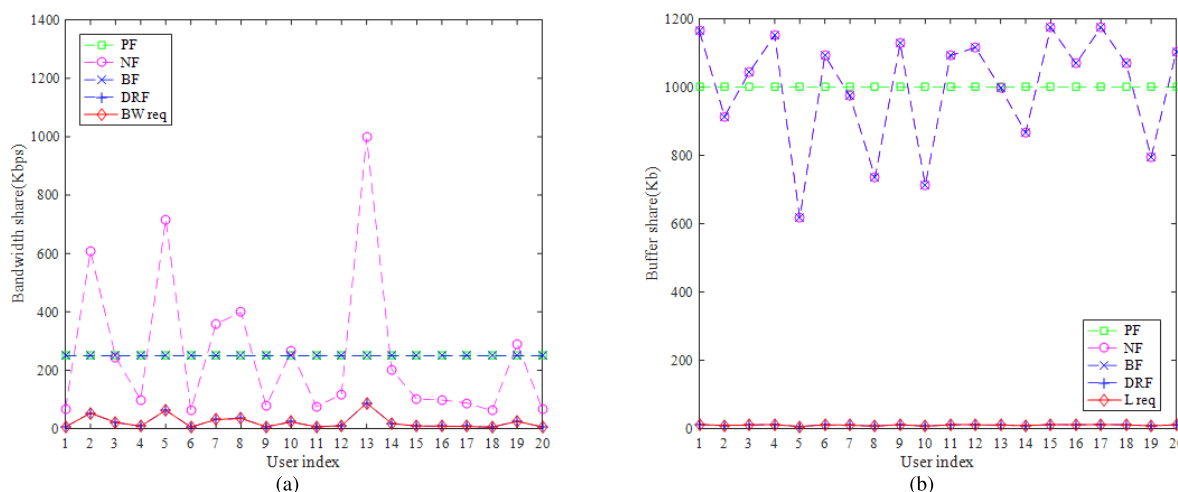 1400
1200
1000
800
600
400
200
0
Bandwidth share(Kbps)
PF
NF
BF
DRF
BW req
1 2 3 4 5 6 7 8 9 10 11 12 13 14 15 16 17 18 19 20
User index
(a)
1200
1000
800
600
400
200
0
Buffer share(Kb)
PF
NF
BF
DRF
L req
1 2 3 4 5 6 7 8 9 10 11 12 13 14 15 16 17 18 19 20
User index
(b)